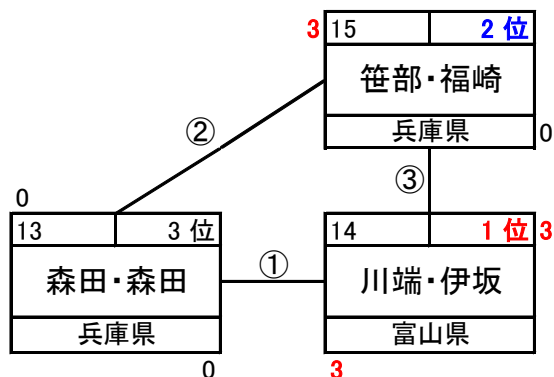 3 15 2 位
笹部・福崎
兵庫県 0
②
③
0
13 3 位
森田・森田
兵庫県
0
①
14 1 位 3
川端・伊坂
富山県
3